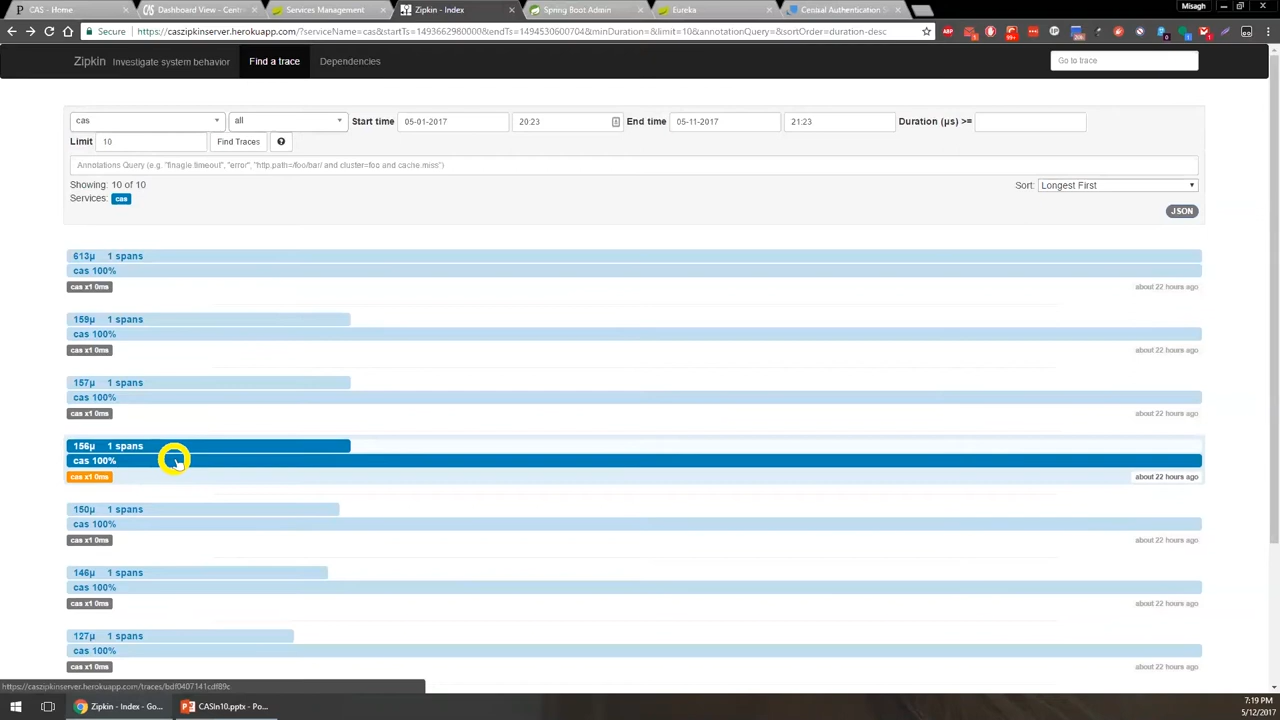 CAS - Home
Dashboard View - Centr
Services Management
Zipkin - Index
Spring Boot Admin
Eureka
Central Authentication S
Misagh
Secure
https://caszipkinserver.herokuapp.com/?serviceName=cas&startTs=1493662980000&endTs=1494530600704&minDuration=&limit=10&annotationQuery=&sortOrder=duration-desc
Zipkin Investigate system behavior Find a trace Dependencies Go to trace
cas all Start time 05-01-2017 20:23 End time 05-11-2017 21:23 Duration (μs) >=
Limit 10 Find Traces
Annotations Query (e.g. "finagle.timeout", "error", "http.path=/foo/bar/ and cluster=foo and cache.miss")
Showing: 10 of 10 Sort: Longest First
Services: cas
JSON
613μ 1 spans
cas 100%
cas x1 0ms about 22 hours ago
159μ 1 spans
cas 100%
cas x1 0ms about 22 hours ago
157μ 1 spans
cas 100%
cas x1 0ms about 22 hours ago
156μ 1 spans
cas 100%
cas x1 0ms about 22 hours ago
150μ 1 spans
cas 100%
cas x1 0ms about 22 hours ago
146μ 1 spans
cas 100%
cas x1 0ms about 22 hours ago
127μ 1 spans
cas 100%
cas x1 0ms about 22 hours ago
https://caszipkinserver.herokuapp.com/traces/bdf0407141cdf89c
Zipkin - Index - Go...
CASIn10.pptx - Po...
7:19 PM
5/12/2017